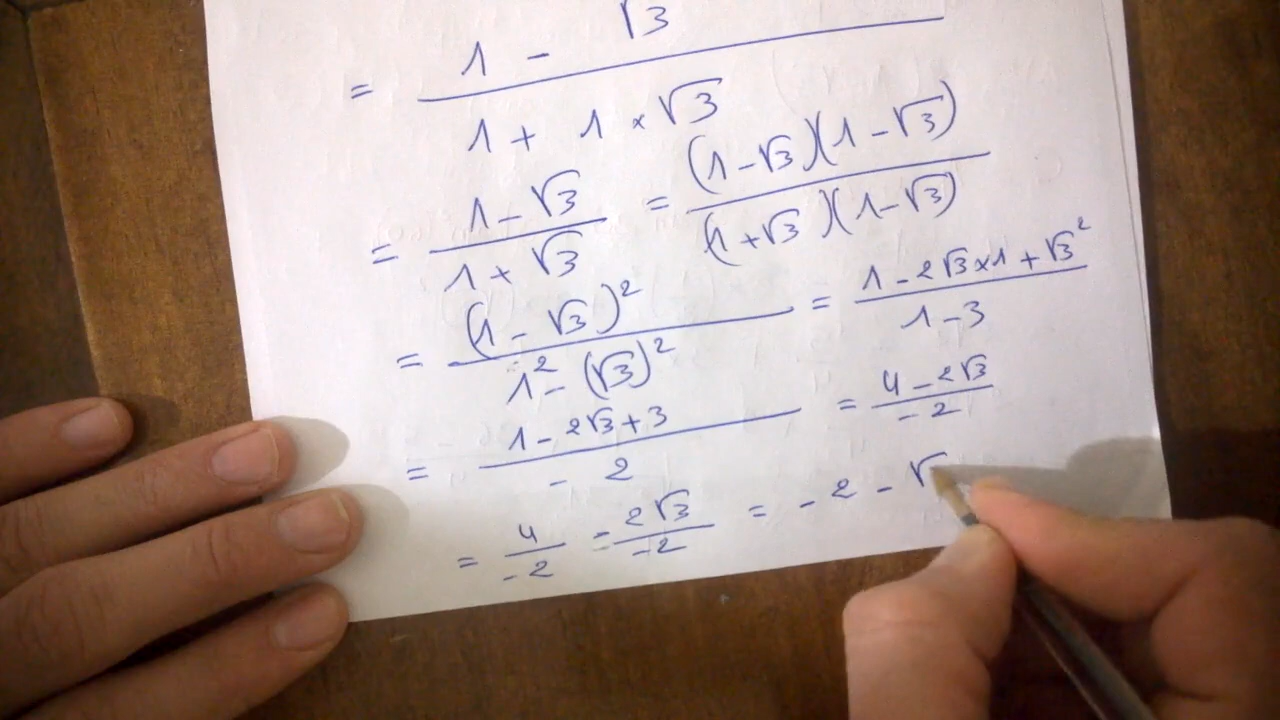 = (1 - √3) / (1 + 1 × √3)
= (1 - √3) / (1 + √3) = ((1 - √3)(1 - √3)) / ((1 + √3)(1 - √3))
= (1 - √3)² / (1² - (√3)²) = (1 - 2√3×1 + √3²) / (1 - 3)
= (1 - 2√3 + 3) / (- 2) = (4 - 2√3) / (- 2)
= 4 / (- 2) - 2√3 / (- 2) = - 2 - √